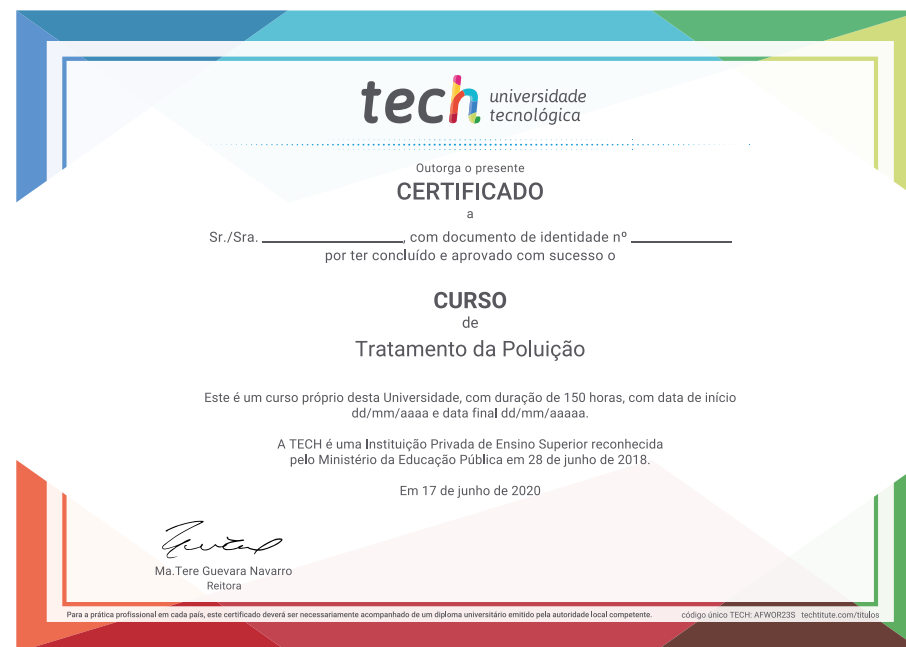 tech universidade
tecnológica
Outorga o presente
CERTIFICADO
a
Sr./Sra. ____________, com documento de identidade nº ____________
por ter concluído e aprovado com sucesso o
CURSO
de
Tratamento da Poluição
Este é um curso próprio desta Universidade, com duração de 150 horas, com data de início
dd/mm/aaaa e data final dd/mm/aaaaa.
A TECH é uma Instituição Privada de Ensino Superior reconhecida
pelo Ministério da Educação Pública em 28 de junho de 2018.
Em 17 de junho de 2020
Ma.Tere Guevara Navarro
Reitora
Para a prática profissional em cada país, este certificado deverá ser necessariamente acompanhado de um diploma universitário emitido pela autoridade local competente. código único TECH: AFWOR23S techtitute.com/titulos